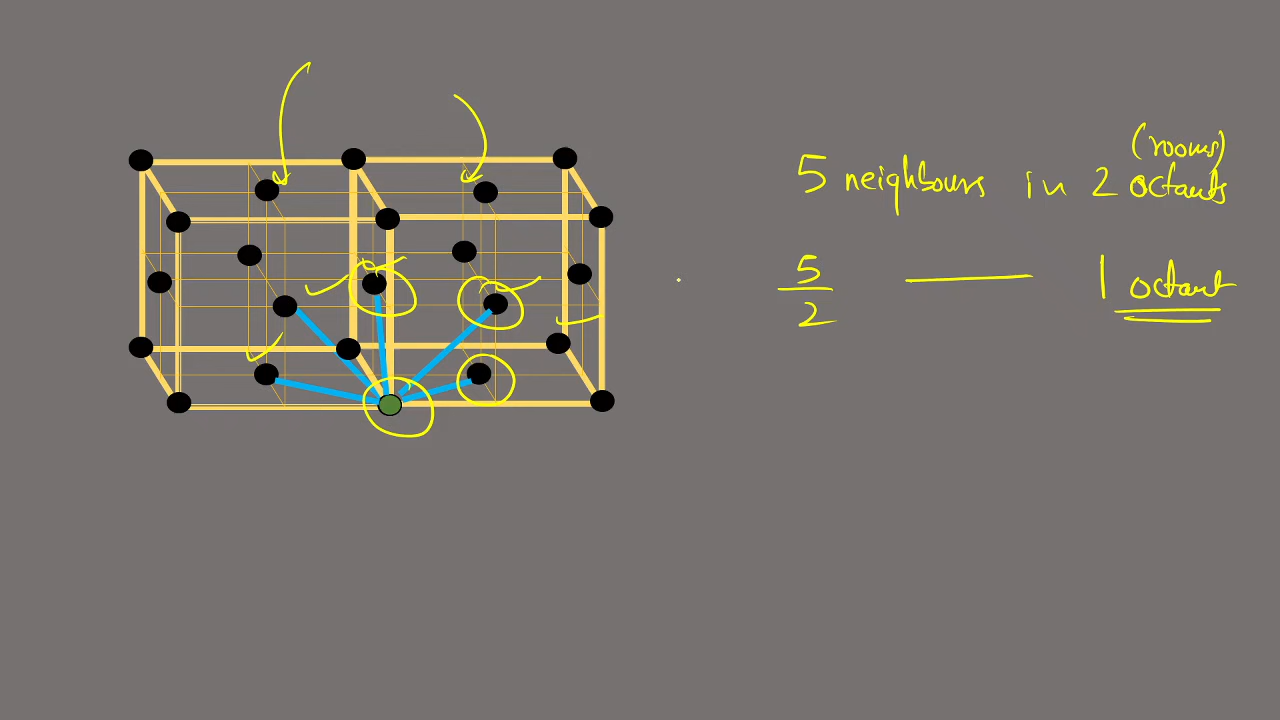 (rooms)
5 neighbours in 2 octants
5/2 — 1 octant